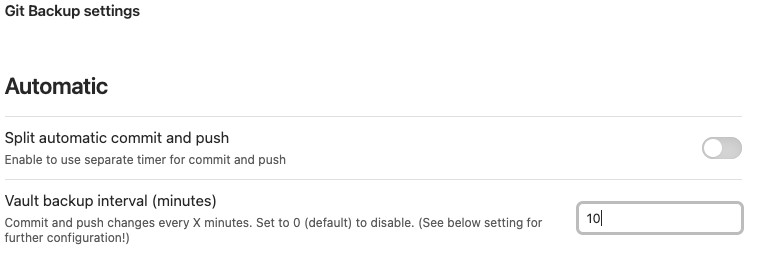 Git Backup settings
Automatic
Split automatic commit and push
Enable to use separate timer for commit and push
Vault backup interval (minutes)
Commit and push changes every X minutes. Set to 0 (default) to disable. (See below setting for
further configuration!)
10